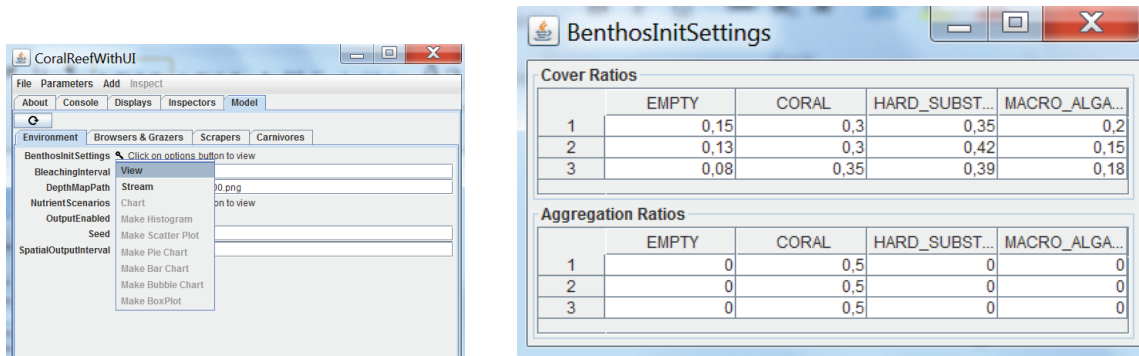 CoralReefWithUI
File Parameters Add Inspect
About Console Displays Inspectors Model
Environment Browsers & Grazers Scrapers Carnivores
BenthosInitSettings Click on options button to view
BleachingInterval View
DepthMapPath Stream 00.png
NutrientScenarios Chart on to view
OutputEnabled Make Histogram
Seed Make Scatter Plot
SpatialOutputInterval Make Pie Chart
Make Bar Chart
Make Bubble Chart
Make BoxPlot
BenthosInitSettings
Cover Ratios
EMPTY CORAL HARD_SUBST... MACRO_ALGA...
1 0,15 0,3 0,35 0,2
2 0,13 0,3 0,42 0,15
3 0,08 0,35 0,39 0,18
Aggregation Ratios
EMPTY CORAL HARD_SUBST... MACRO_ALGA...
1 0 0,5 0 0
2 0 0,5 0 0
3 0 0,5 0 0